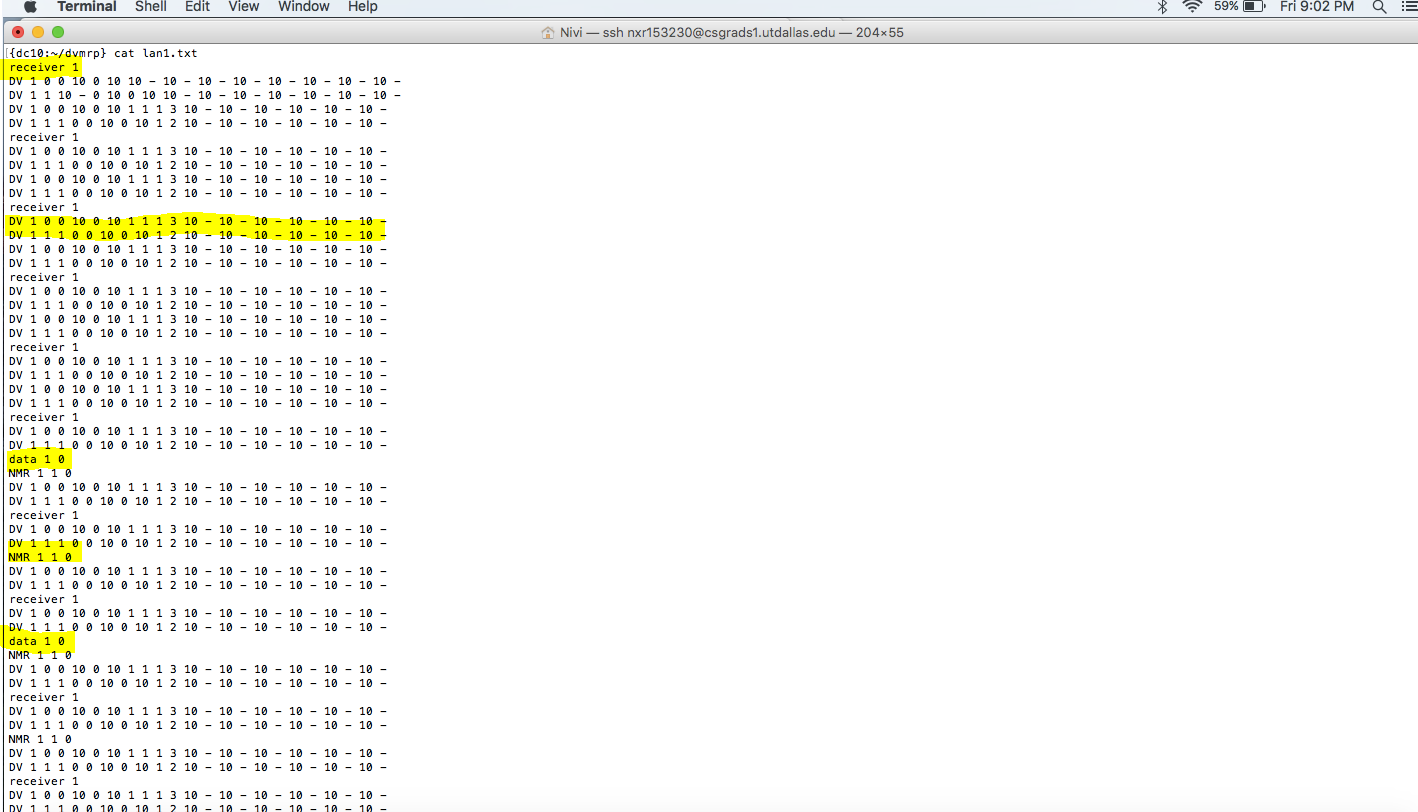 Terminal Shell Edit View Window Help 59% Fri 9:02 PM
Nivi — ssh nxr153230@csgrads1.utdallas.edu — 204×55
[{dc10:~/dvmrp} cat lan1.txt
receiver 1
DV 1 0 0 10 0 10 10 - 10 - 10 - 10 - 10 - 10 - 10 - 10 -
DV 1 1 10 - 0 10 0 10 10 - 10 - 10 - 10 - 10 - 10 - 10 -
DV 1 0 0 10 0 10 1 1 1 3 10 - 10 - 10 - 10 - 10 - 10 -
DV 1 1 1 0 0 10 0 10 1 2 10 - 10 - 10 - 10 - 10 - 10 -
receiver 1
DV 1 0 0 10 0 10 1 1 1 3 10 - 10 - 10 - 10 - 10 - 10 -
DV 1 1 1 0 0 10 0 10 1 2 10 - 10 - 10 - 10 - 10 - 10 -
DV 1 0 0 10 0 10 1 1 1 3 10 - 10 - 10 - 10 - 10 - 10 -
DV 1 1 1 0 0 10 0 10 1 2 10 - 10 - 10 - 10 - 10 - 10 -
receiver 1
DV 1 0 0 10 0 10 1 1 1 3 10 - 10 - 10 - 10 - 10 - 10 -
DV 1 1 1 0 0 10 0 10 1 2 10 - 10 - 10 - 10 - 10 - 10 -
DV 1 0 0 10 0 10 1 1 1 3 10 - 10 - 10 - 10 - 10 - 10 -
DV 1 1 1 0 0 10 0 10 1 2 10 - 10 - 10 - 10 - 10 - 10 -
receiver 1
DV 1 0 0 10 0 10 1 1 1 3 10 - 10 - 10 - 10 - 10 - 10 -
DV 1 1 1 0 0 10 0 10 1 2 10 - 10 - 10 - 10 - 10 - 10 -
DV 1 0 0 10 0 10 1 1 1 3 10 - 10 - 10 - 10 - 10 - 10 -
DV 1 1 1 0 0 10 0 10 1 2 10 - 10 - 10 - 10 - 10 - 10 -
receiver 1
DV 1 0 0 10 0 10 1 1 1 3 10 - 10 - 10 - 10 - 10 - 10 -
DV 1 1 1 0 0 10 0 10 1 2 10 - 10 - 10 - 10 - 10 - 10 -
DV 1 0 0 10 0 10 1 1 1 3 10 - 10 - 10 - 10 - 10 - 10 -
DV 1 1 1 0 0 10 0 10 1 2 10 - 10 - 10 - 10 - 10 - 10 -
receiver 1
DV 1 0 0 10 0 10 1 1 1 3 10 - 10 - 10 - 10 - 10 - 10 -
DV 1 1 1 0 0 10 0 10 1 2 10 - 10 - 10 - 10 - 10 - 10 -
data 1 0
NMR 1 1 0
DV 1 0 0 10 0 10 1 1 1 3 10 - 10 - 10 - 10 - 10 - 10 -
DV 1 1 1 0 0 10 0 10 1 2 10 - 10 - 10 - 10 - 10 - 10 -
receiver 1
DV 1 0 0 10 0 10 1 1 1 3 10 - 10 - 10 - 10 - 10 - 10 -
DV 1 1 1 0 0 10 0 10 1 2 10 - 10 - 10 - 10 - 10 - 10 -
NMR 1 1 0
DV 1 0 0 10 0 10 1 1 1 3 10 - 10 - 10 - 10 - 10 - 10 -
DV 1 1 1 0 0 10 0 10 1 2 10 - 10 - 10 - 10 - 10 - 10 -
receiver 1
DV 1 0 0 10 0 10 1 1 1 3 10 - 10 - 10 - 10 - 10 - 10 -
DV 1 1 1 0 0 10 0 10 1 2 10 - 10 - 10 - 10 - 10 - 10 -
data 1 0
NMR 1 1 0
DV 1 0 0 10 0 10 1 1 1 3 10 - 10 - 10 - 10 - 10 - 10 -
DV 1 1 1 0 0 10 0 10 1 2 10 - 10 - 10 - 10 - 10 - 10 -
receiver 1
DV 1 0 0 10 0 10 1 1 1 3 10 - 10 - 10 - 10 - 10 - 10 -
DV 1 1 1 0 0 10 0 10 1 2 10 - 10 - 10 - 10 - 10 - 10 -
NMR 1 1 0
DV 1 0 0 10 0 10 1 1 1 3 10 - 10 - 10 - 10 - 10 - 10 -
DV 1 1 1 0 0 10 0 10 1 2 10 - 10 - 10 - 10 - 10 - 10 -
receiver 1
DV 1 0 0 10 0 10 1 1 1 3 10 - 10 - 10 - 10 - 10 - 10 -
DV 1 1 1 0 0 10 0 10 1 2 10 - 10 - 10 - 10 - 10 - 10 -